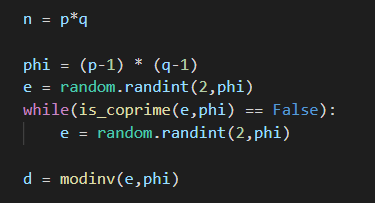 n = p*q
phi = (p-1) * (q-1)
e = random.randint(2,phi)
while(is_coprime(e,phi) == False):
    e = random.randint(2,phi)
d = modinv(e,phi)